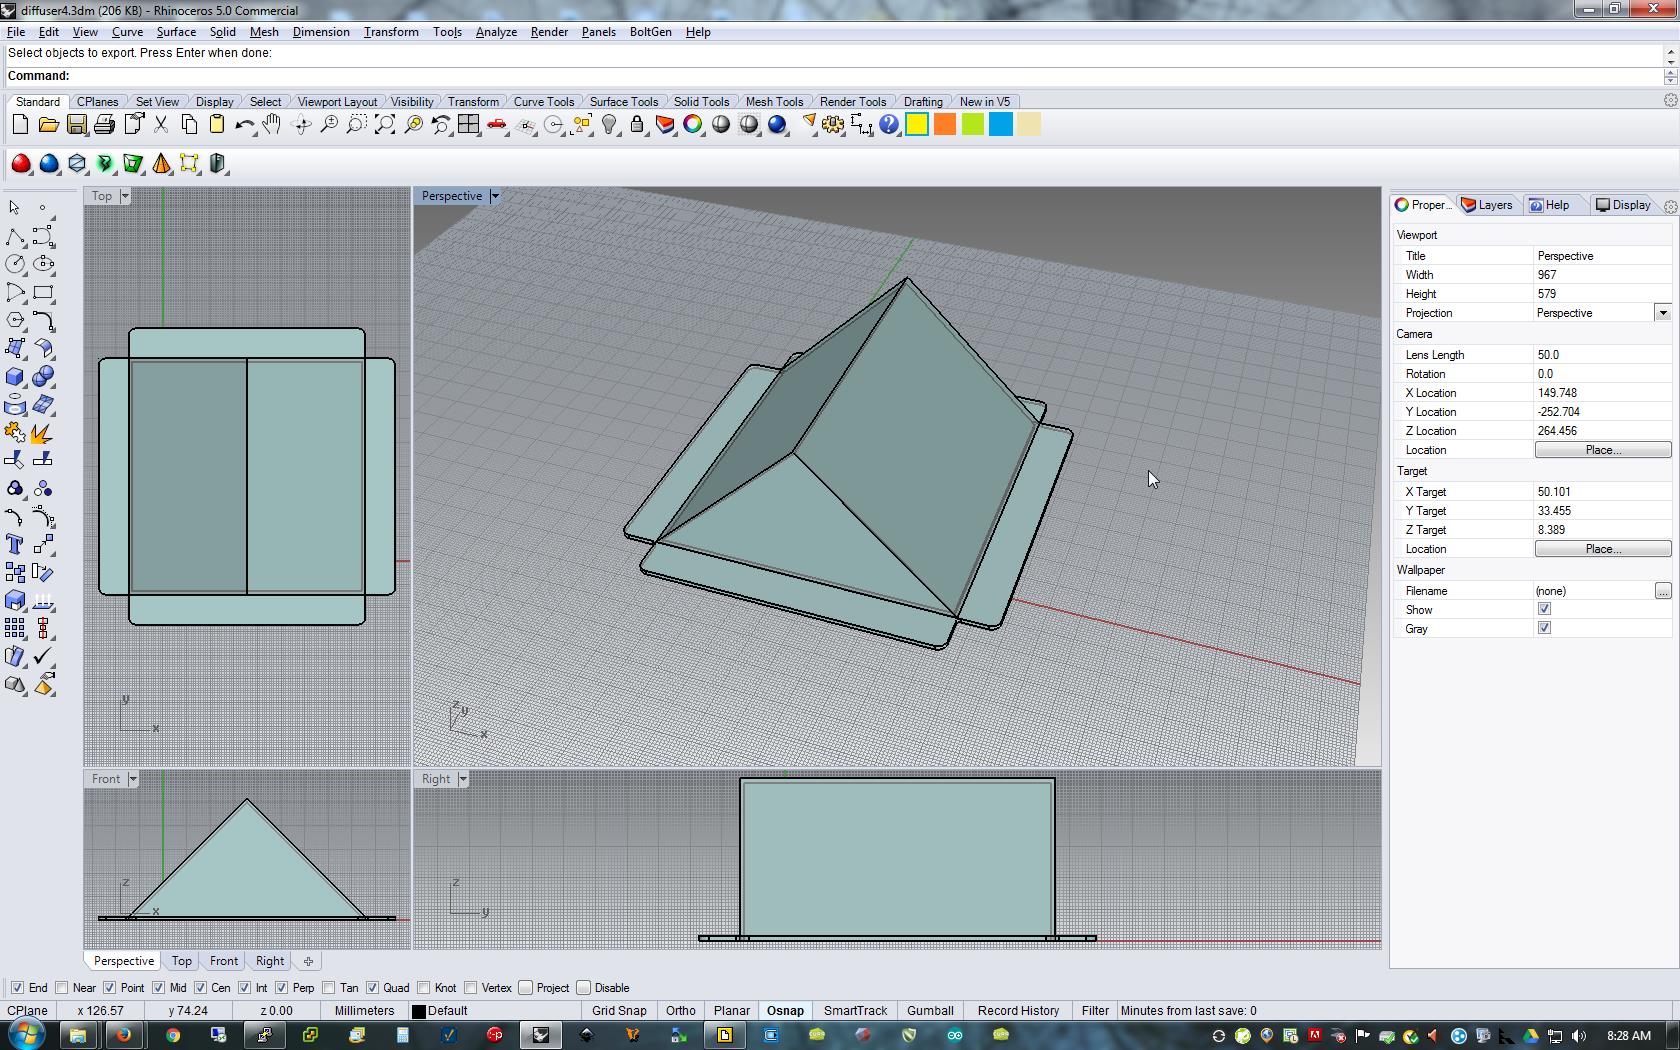 diffuser4.3dm (206 KB) - Rhinoceros 5.0 Commercial
File Edit View Curve Surface Solid Mesh Dimension Transform Tools Analyze Render Panels BoltGen Help
Select objects to export. Press Enter when done:
Command:
Standard CPlanes Set View Display Select Viewport Layout Visibility Transform Curve Tools Surface Tools Solid Tools Mesh Tools Render Tools Drafting New in V5
Top
Perspective
Proper... Layers Help Display
Viewport
Title Perspective
Width 967
Height 579
Projection Perspective
Camera
Lens Length 50.0
Rotation 0.0
X Location 149.748
Y Location -252.704
Z Location 264.456
Location Place...
Target
X Target 50.101
Y Target 33.455
Z Target 8.389
Location Place...
Wallpaper
Filename (none) ...
Show
Gray
y
x
z
y
x
Front
Right
z
x
z
y
Perspective Top Front Right
End Near Point Mid Cen Int Perp Tan Quad Knot Vertex Project Disable
CPlane x 126.57 y 74.24 z 0.00 Millimeters Default Grid Snap Ortho Planar Osnap SmartTrack Gumball Record History Filter Minutes from last save: 0
8:28 AM